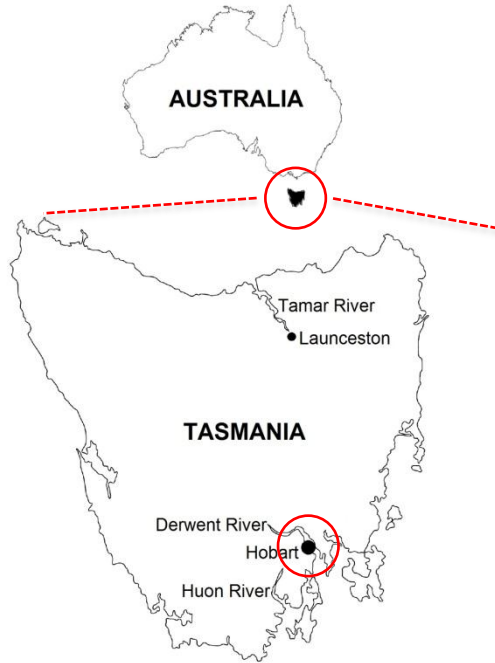 AUSTRALIA
Tamar River
Launceston
TASMANIA
Derwent River
Hobart
Huon River